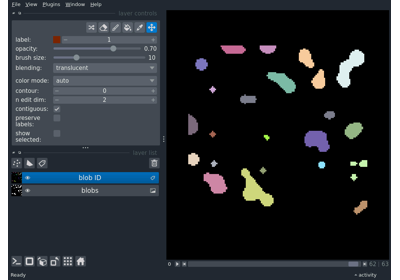 File View Plugins Window Help
layer controls
label: 1
opacity: 0.70
brush size: 10
blending: translucent
color mode: auto
contour: 0
n edit dim: 2
contiguous:
preserve
labels:
show
selected:
layer list
blob ID
blobs
Ready
62 63
activity